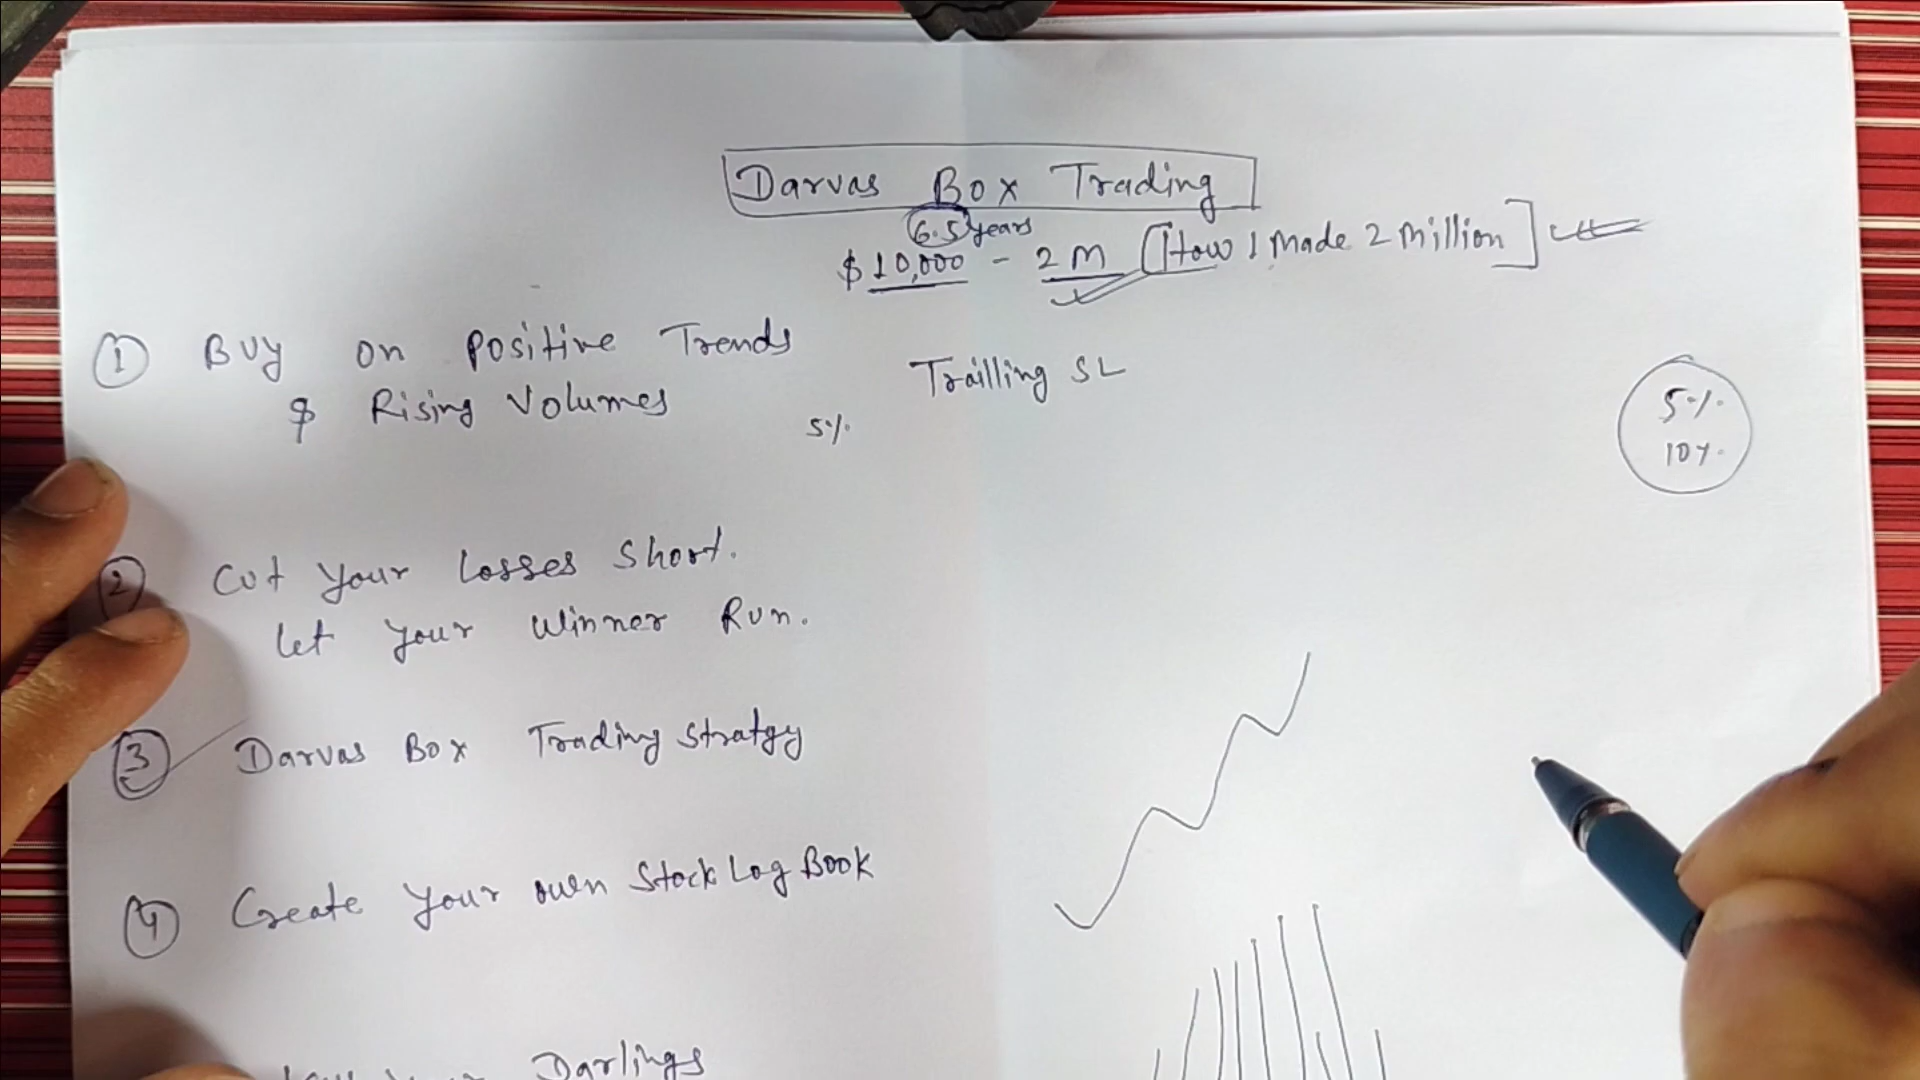 Darvas Box Trading
6.5 years
$10,000 - 2 M [How I Made 2 Million]
① Buy on Positive Trends
& Rising Volumes
Trailling SL
5%
5%
10%
② Cut Your Losses Short.
Let Your Winner Run.
③ Darvas Box Trading Stratgy
④ Create Your own Stock Log Book
Darlings